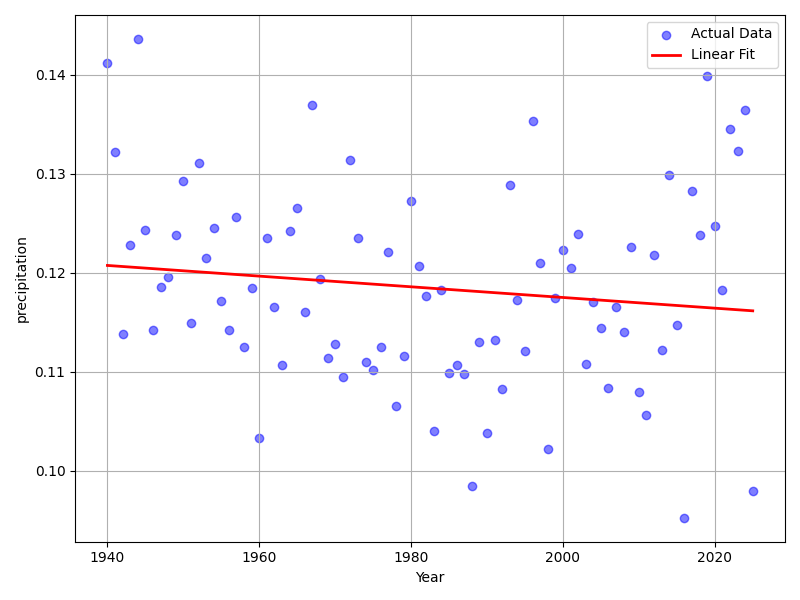 Actual Data
Linear Fit
0.14
0.13
0.12
0.11
0.10
precipitation
1940
1960
1980
2000
2020
Year